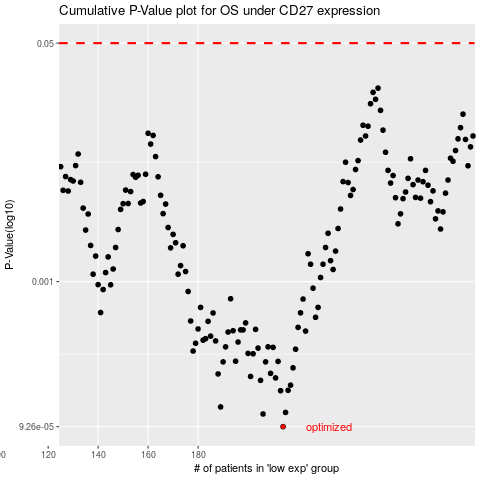 Cumulative P-Value plot for OS under CD27 expression
0.05
P-Value(log10)
0.001
9.26e-05
optimized
00 120 140 160 180
# of patients in 'low exp' group